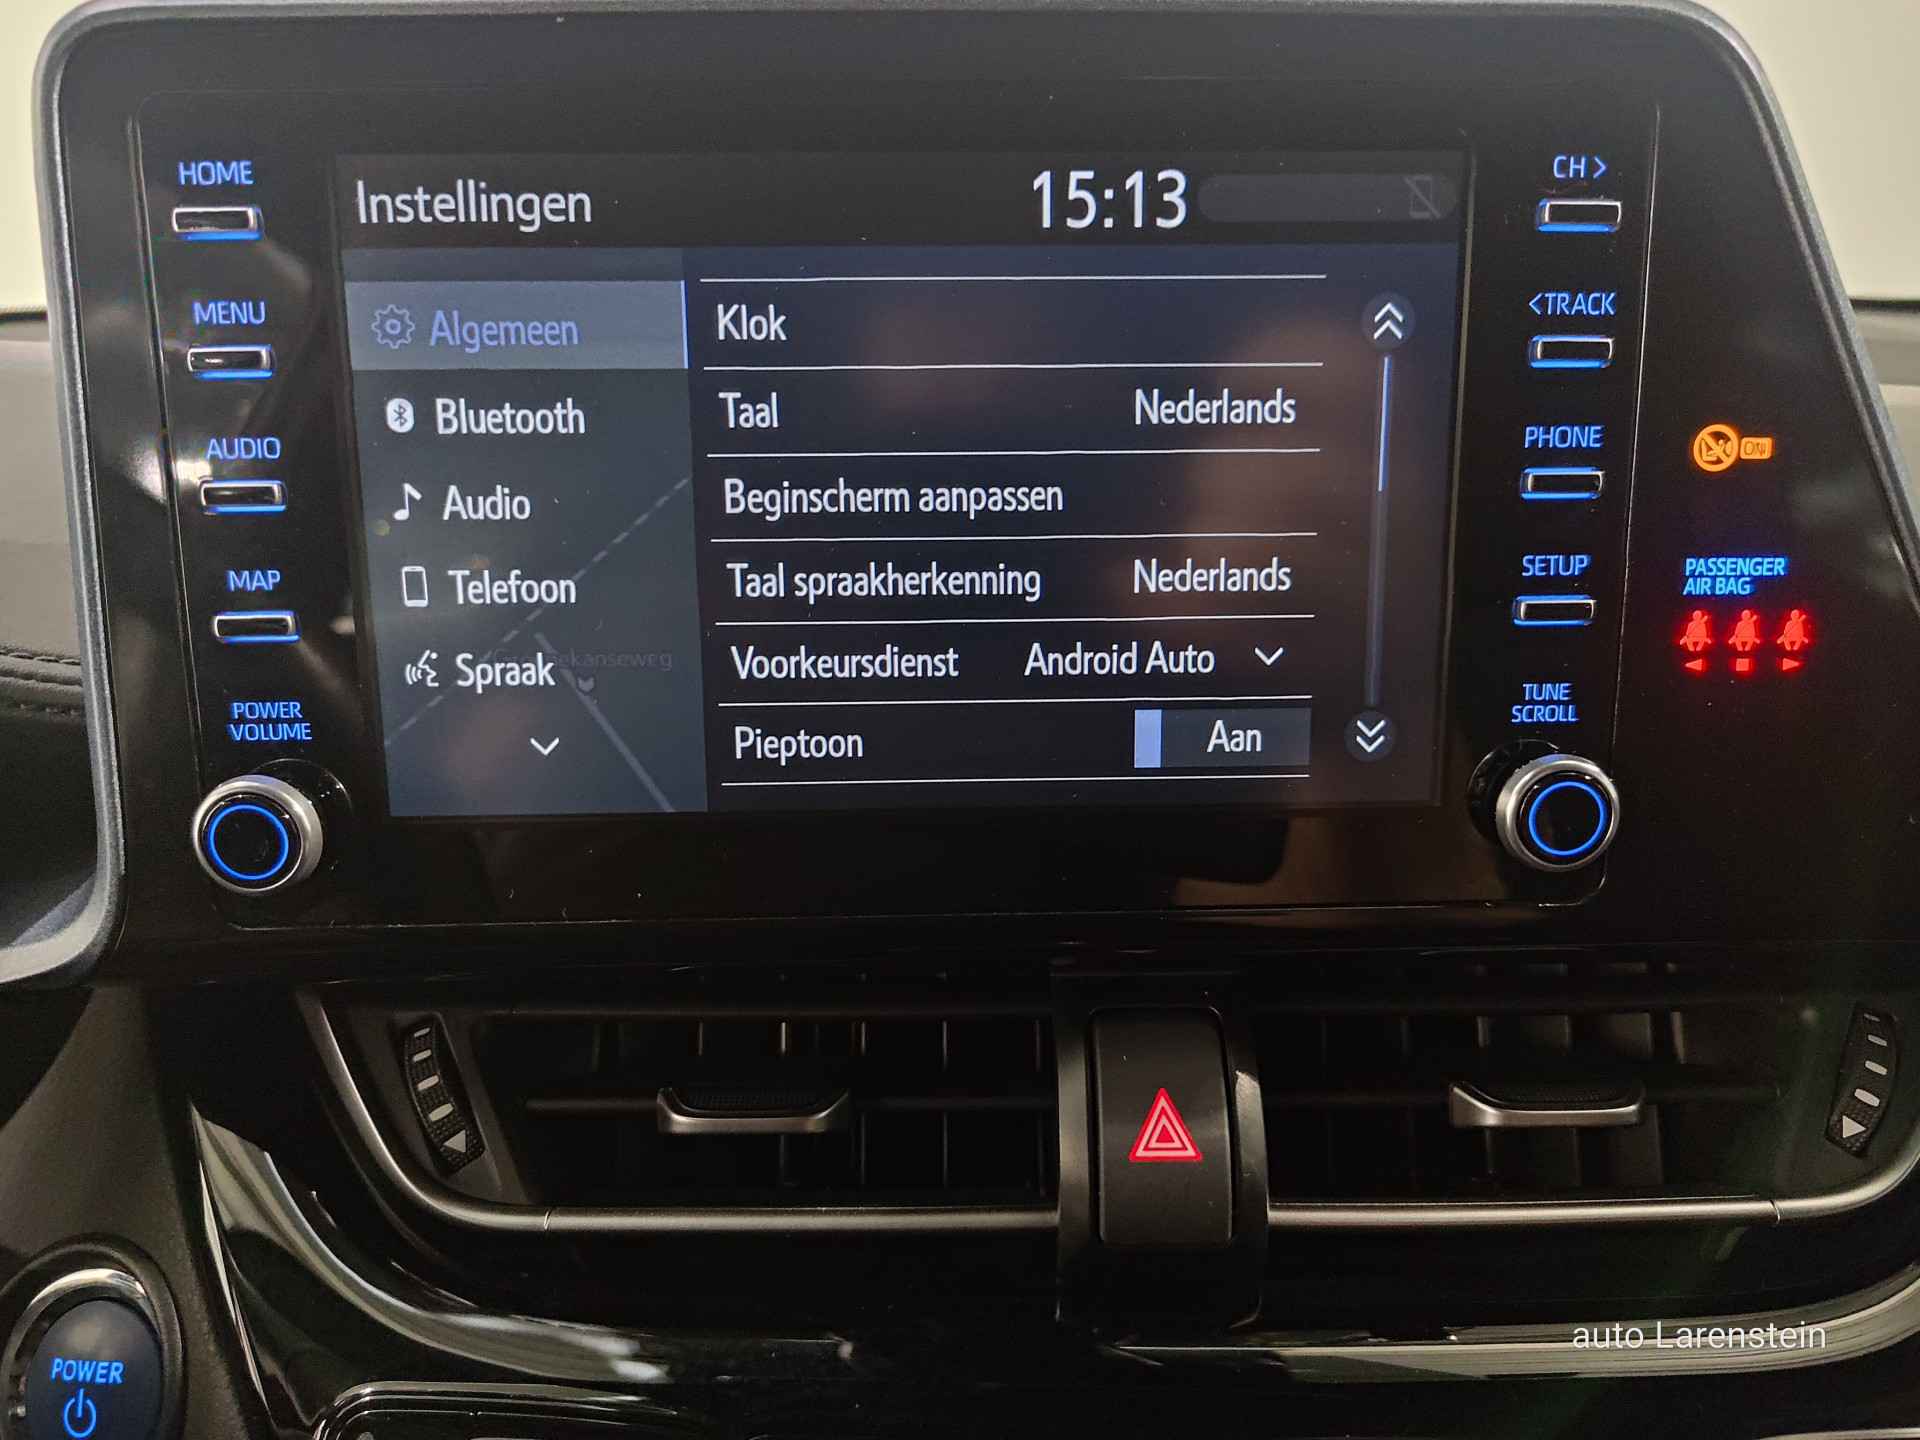 HOME
MENU
AUDIO
MAP
POWER
VOLUME
Instellingen
15:13
Algemeen
Bluetooth
Audio
Telefoon
Spraak
Klok
Taal Nederlands
Beginscherm aanpassen
Taal spraakherkenning Nederlands
Voorkeursdienst Android Auto
Pieptoon Aan
CH >
< TRACK
PHONE
SETUP
TUNE
SCROLL
ON
PASSENGER
AIR BAG
POWER
auto Larenstein